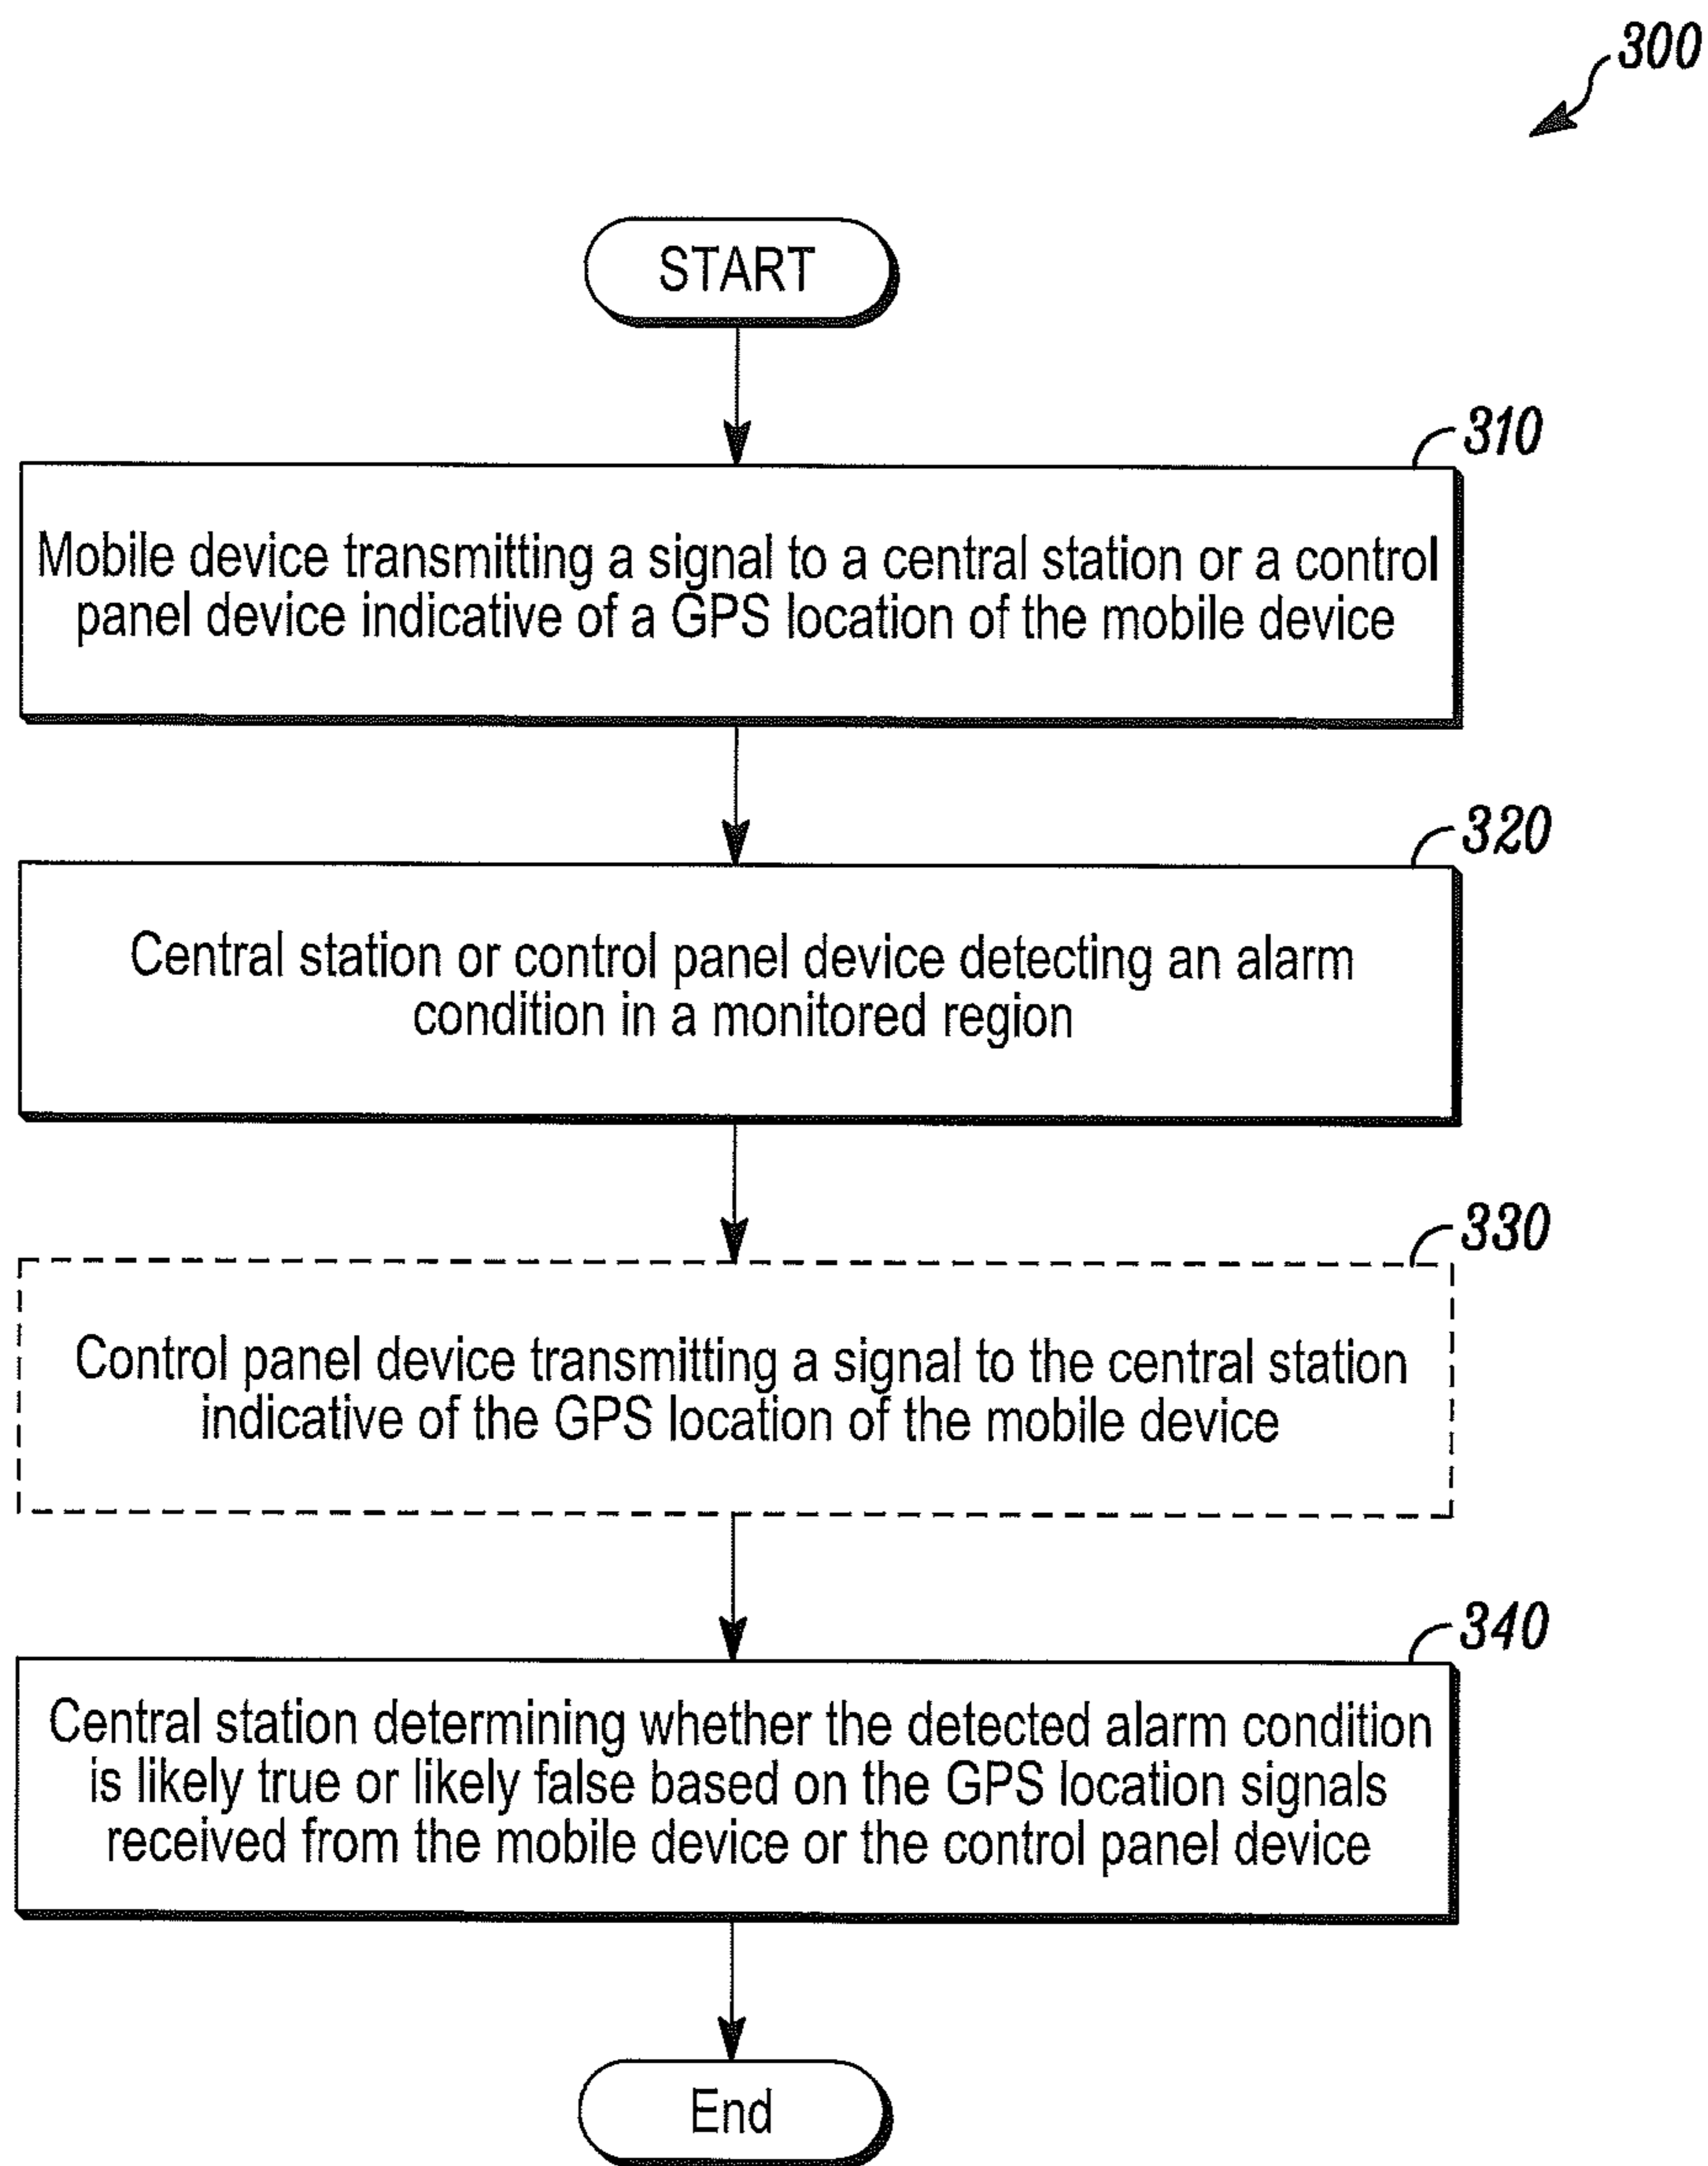 300
START
310
Mobile device transmitting a signal to a central station or a control
panel device indicative of a GPS location of the mobile device
320
Central station or control panel device detecting an alarm
condition in a monitored region
330
Control panel device transmitting a signal to the central station
indicative of the GPS location of the mobile device
340
Central station determining whether the detected alarm condition
is likely true or likely false based on the GPS location signals
received from the mobile device or the control panel device
End